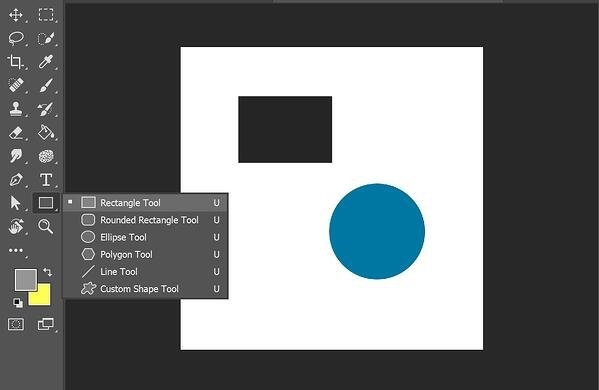 Rectangle Tool U
Rounded Rectangle Tool U
Ellipse Tool U
Polygon Tool U
Line Tool U
Custom Shape Tool U